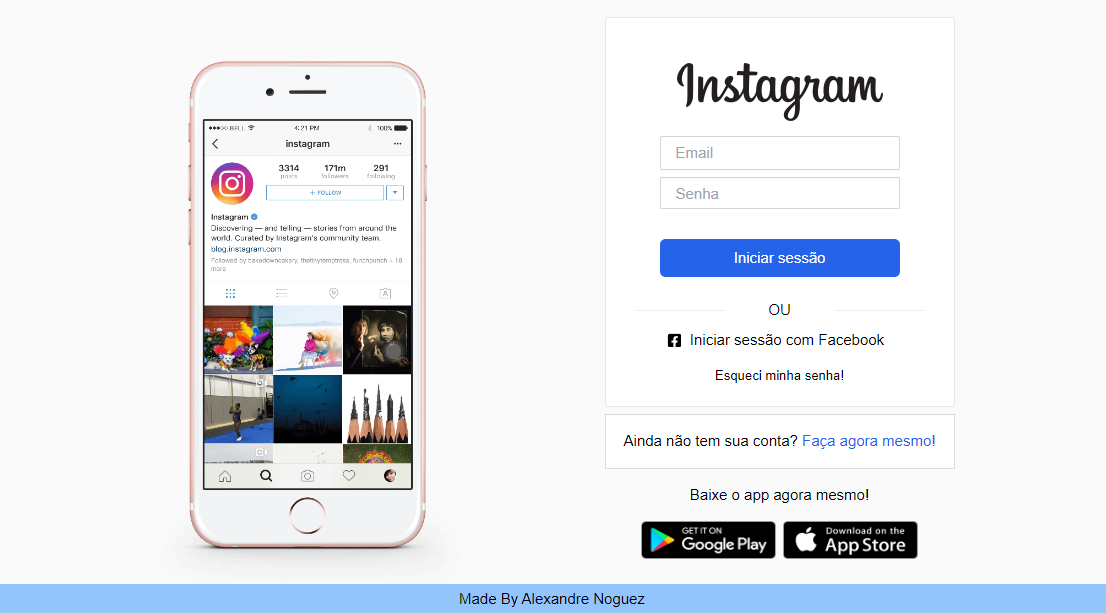 ●●●○○ BELL 4:21 PM 100%
instagram
3314 171m 291
posts followers following
+ FOLLOW
Instagram
Discovering — and telling — stories from around the
world. Curated by Instagram's community team.
blog.instagram.com
Followed by bakedowncakery, thetinytemptress, funchpunch + 18
more
Instagram
Email
Senha
Iniciar sessão
OU
Iniciar sessão com Facebook
Esqueci minha senha!
Ainda não tem sua conta? Faça agora mesmo!
Baixe o app agora mesmo!
GET IT ON
Google Play
Download on the
App Store
Made By Alexandre Noguez